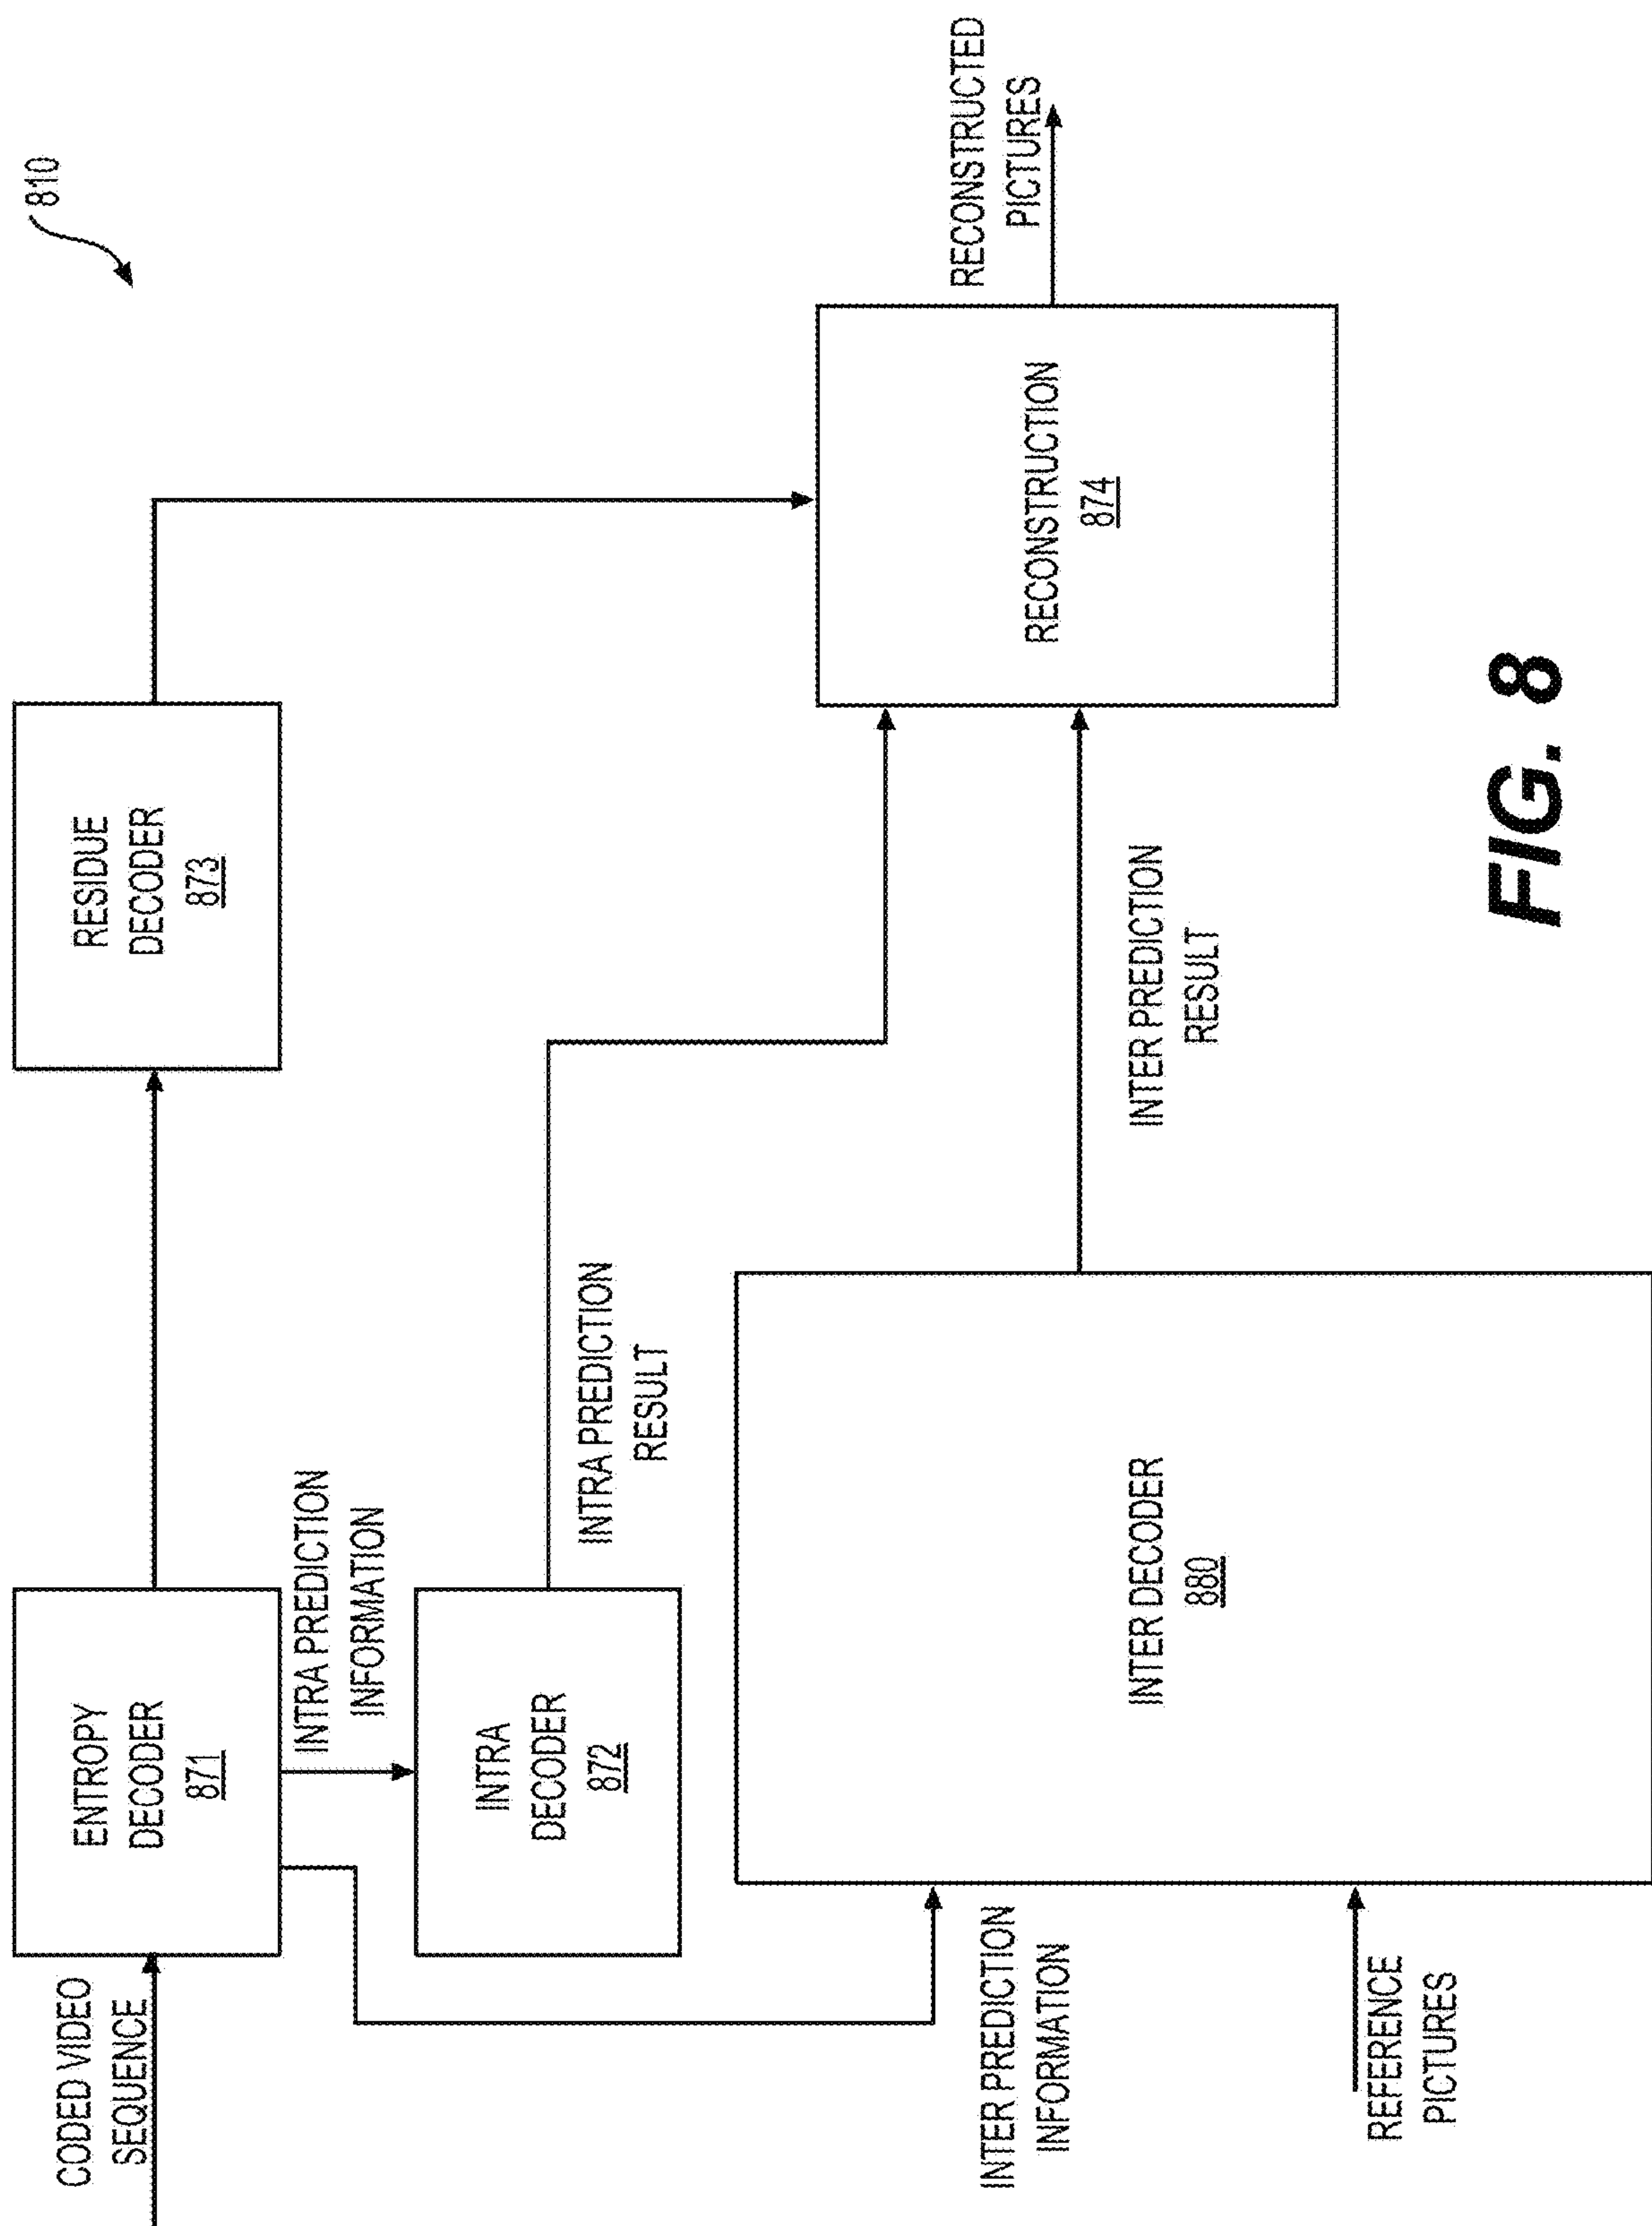 810
CODED VIDEO
SEQUENCE
ENTROPY
DECODER
871
RESIDUE
DECODER
873
INTRA PREDICTION
INFORMATION
INTRA
DECODER
872
INTRA PREDICTION
RESULT
RECONSTRUCTED
PICTURES
RECONSTRUCTION
874
INTER PREDICTION
INFORMATION
INTER DECODER
880
INTER PREDICTION
RESULT
REFERENCE
PICTURES
FIG. 8